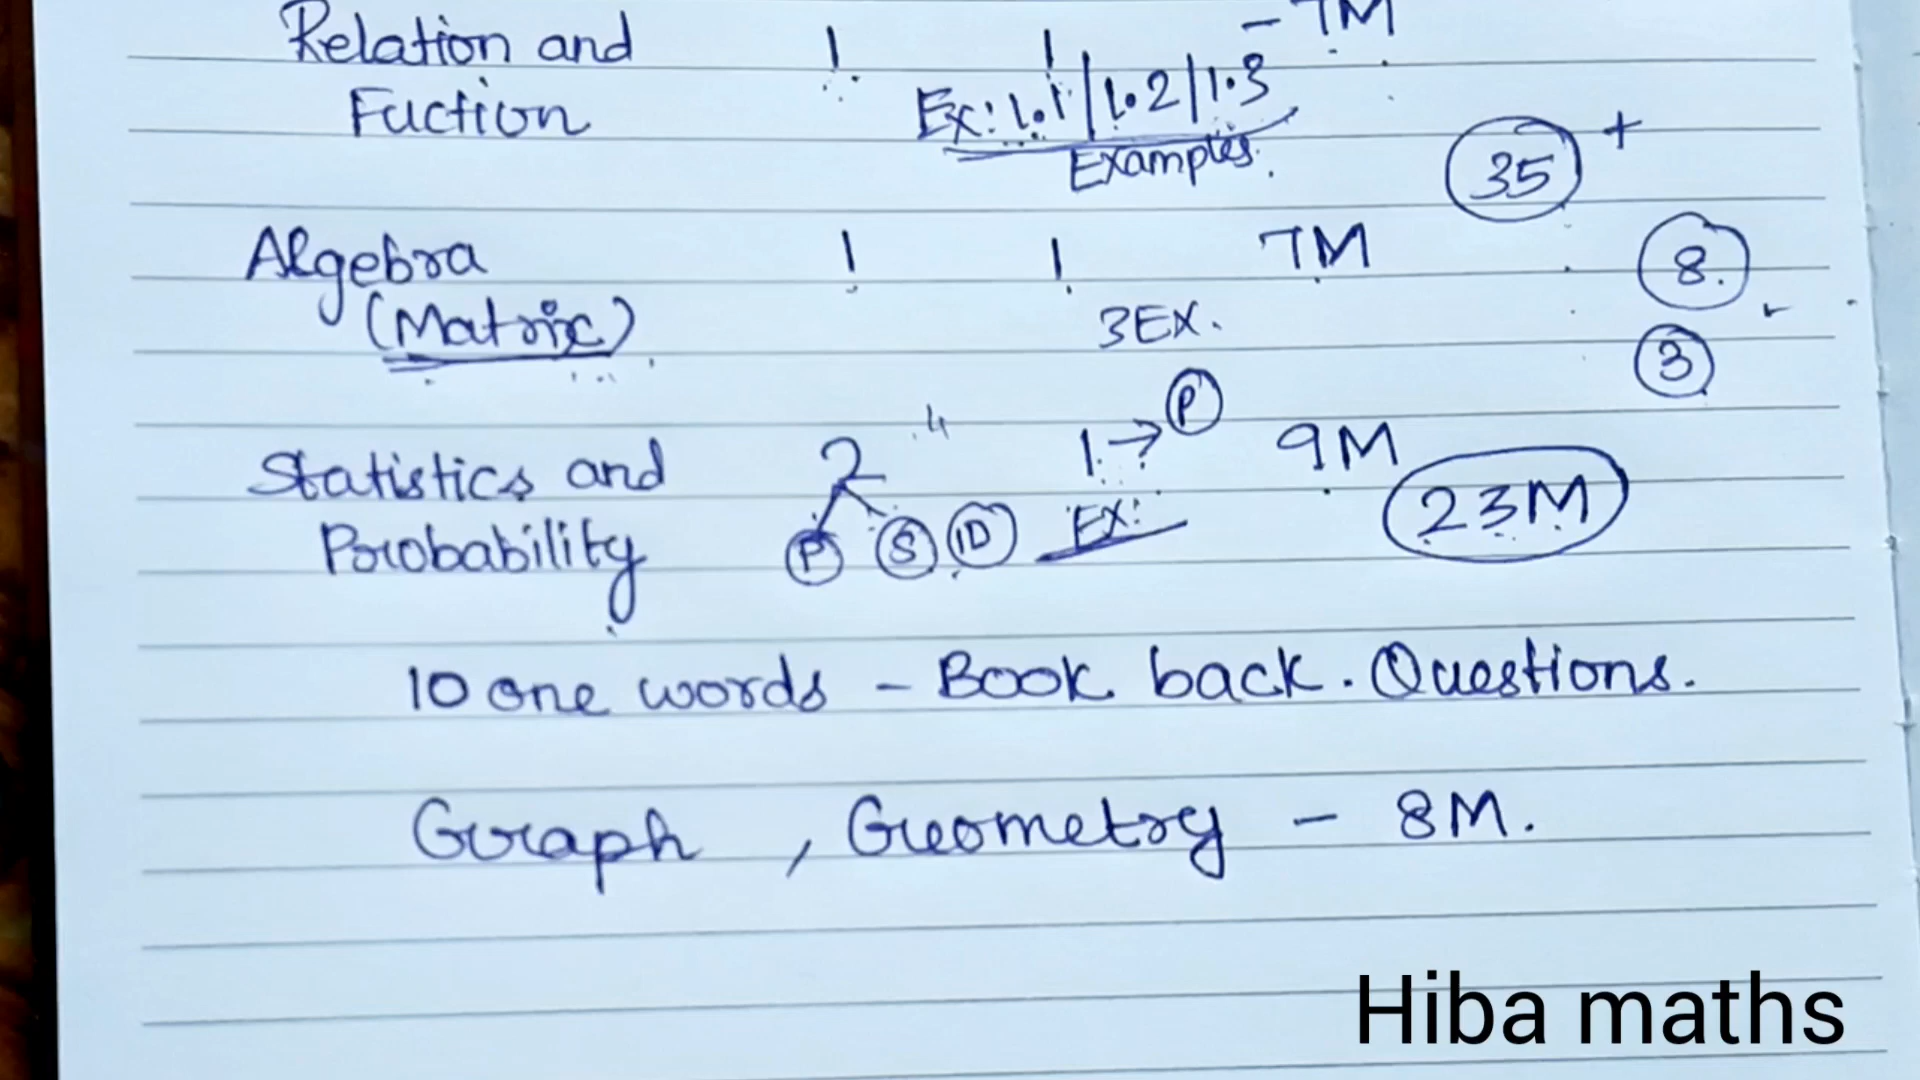 Relation and ! ! - 7M
Fuction Ex: 1.1/1.2/1.3
Examples. 35 +
Algebra 1 1 7M 8.
(Matrix) 3EX. 3
Statistics and 2 1 → P 9M
Probability P S 1D EX: 23M
10 one words - Book back. Questions.
Graph , Geometry - 8M.
Hiba maths